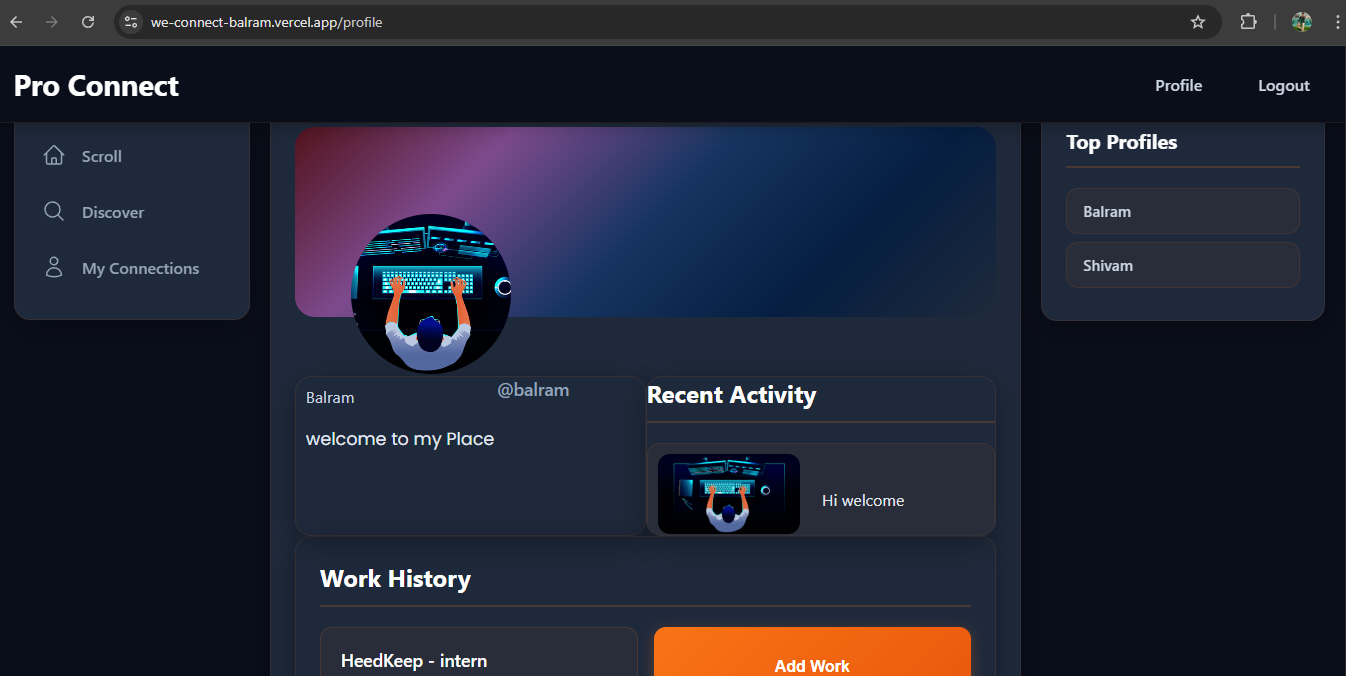 we-connect-balram.vercel.app/profile
Pro Connect
Profile
Logout
Scroll
Discover
My Connections
Top Profiles
Balram
Shivam
Balram
@balram
welcome to my Place
Recent Activity
Hi welcome
Work History
HeedKeep - intern
Add Work